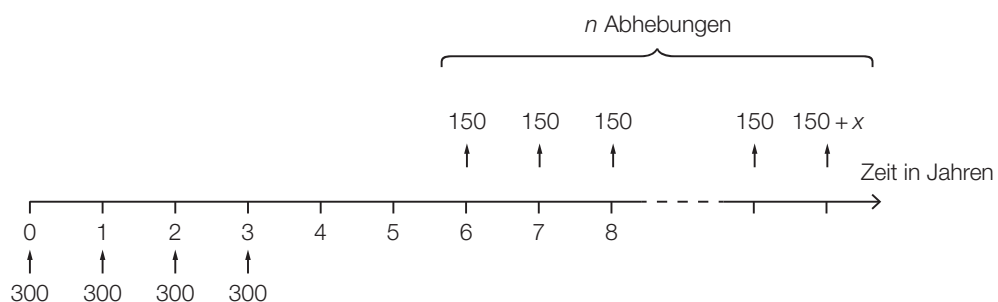 n Abhebungen
150 150 150 150 150 + x
Zeit in Jahren
0 1 2 3 4 5 6 7 8
300 300 300 300